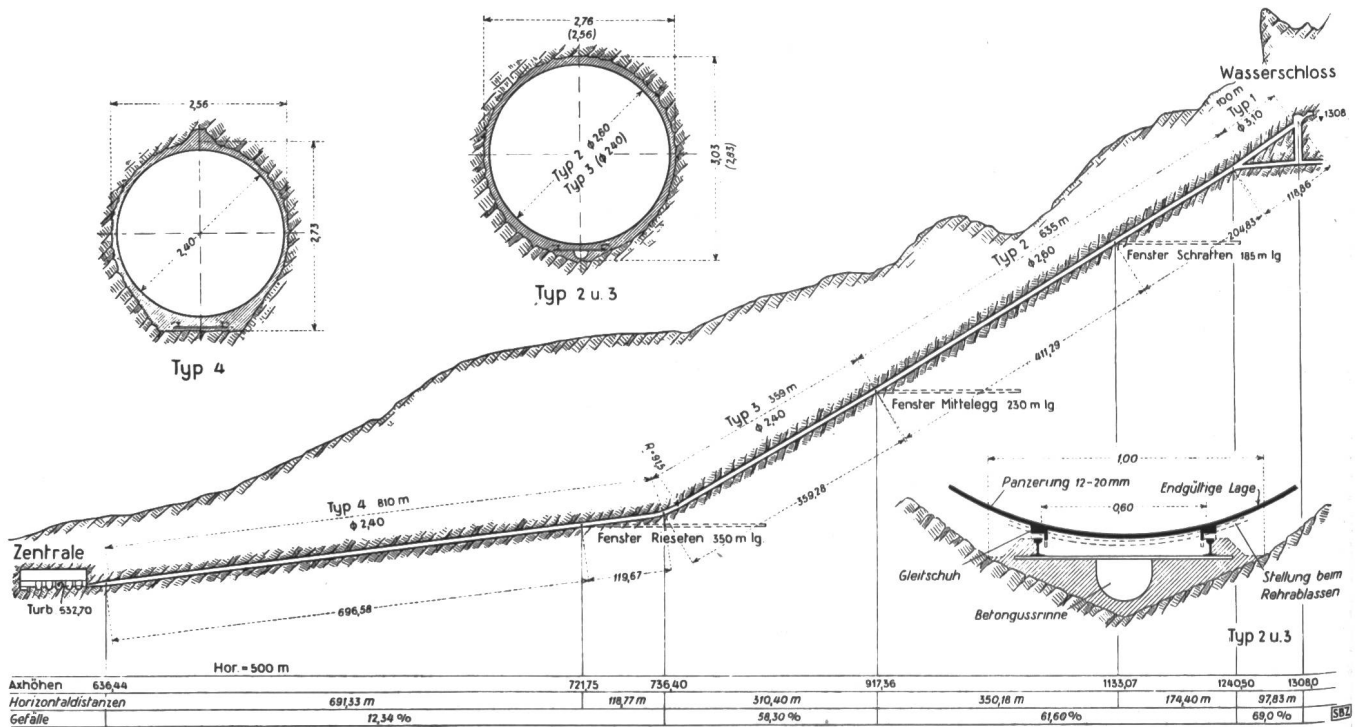 2,76
(2,56)
Wasserschloss
2,56
100 m
Typ 1
φ 3,10
1308
Typ 2 φ 2,60
Typ 3 (φ 2,40)
3,03
(2,83)
118,86
2,73
2,40
Typ 2 635 m
φ 2,60
204,83
Fenster Schratten 185 m lg
Typ 2 u. 3
Typ 4
411,29
Typ 3 359 m
φ 2,40
Fenster Mittelegg 230 m lg
1,00
Panzerung 12-20 mm
Endgültige Lage
0,60
359,28
Typ 4 810 m
φ 2,40
Fenster Rieseten 350 m lg
Zentrale
119,67
Gleitschuh
Stellung beim
Rohrablassen
Turb 532,70
696,58
Betongussrinne
Typ 2 u. 3
Hor. = 500 m
Axhöhen 636,44 721,75 736,40 917,36 1133,07 1240,50 1308,0
Horizontaldistanzen 691,33 m 118,77 m 310,40 m 350,18 m 174,40 m 97,83 m
Gefälle 12,34 % 58,30 % 61,60 % 69,0 %
SBZ